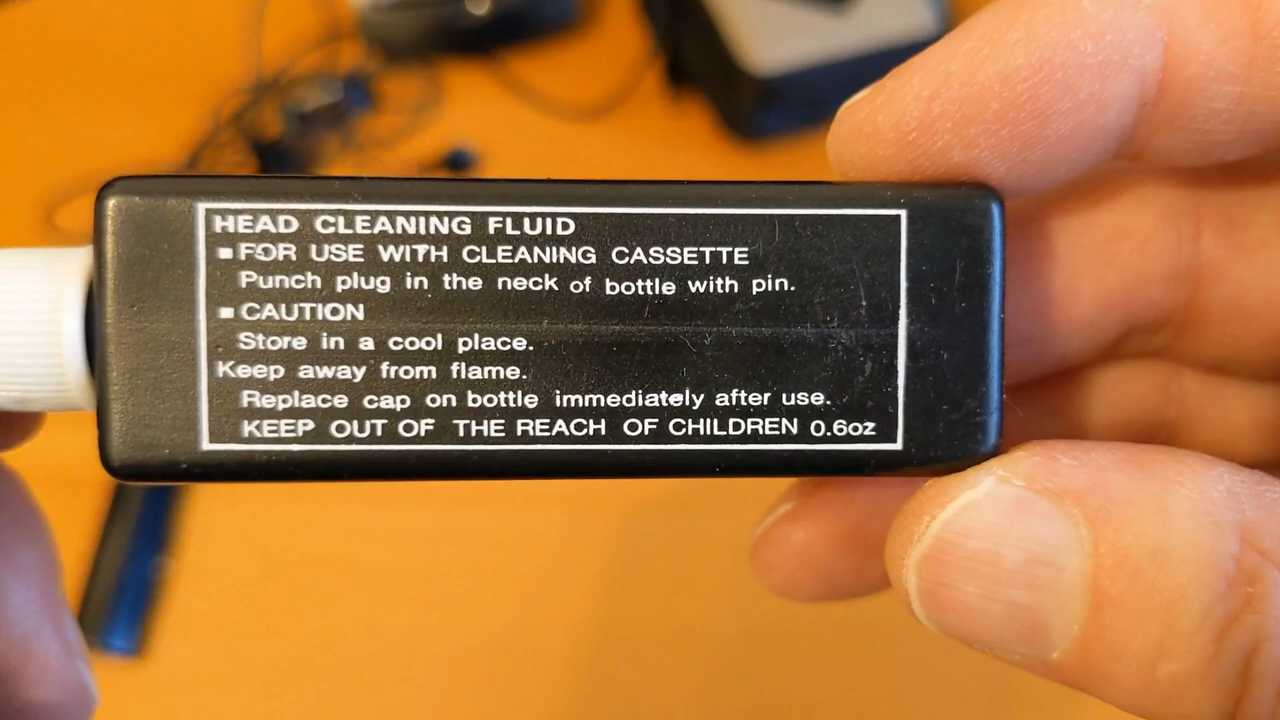 HEAD CLEANING FLUID
▪FOR USE WITH CLEANING CASSETTE
Punch plug in the neck of bottle with pin.
▪CAUTION
Store in a cool place.
Keep away from flame.
Replace cap on bottle immediately after use.
KEEP OUT OF THE REACH OF CHILDREN 0.6oz